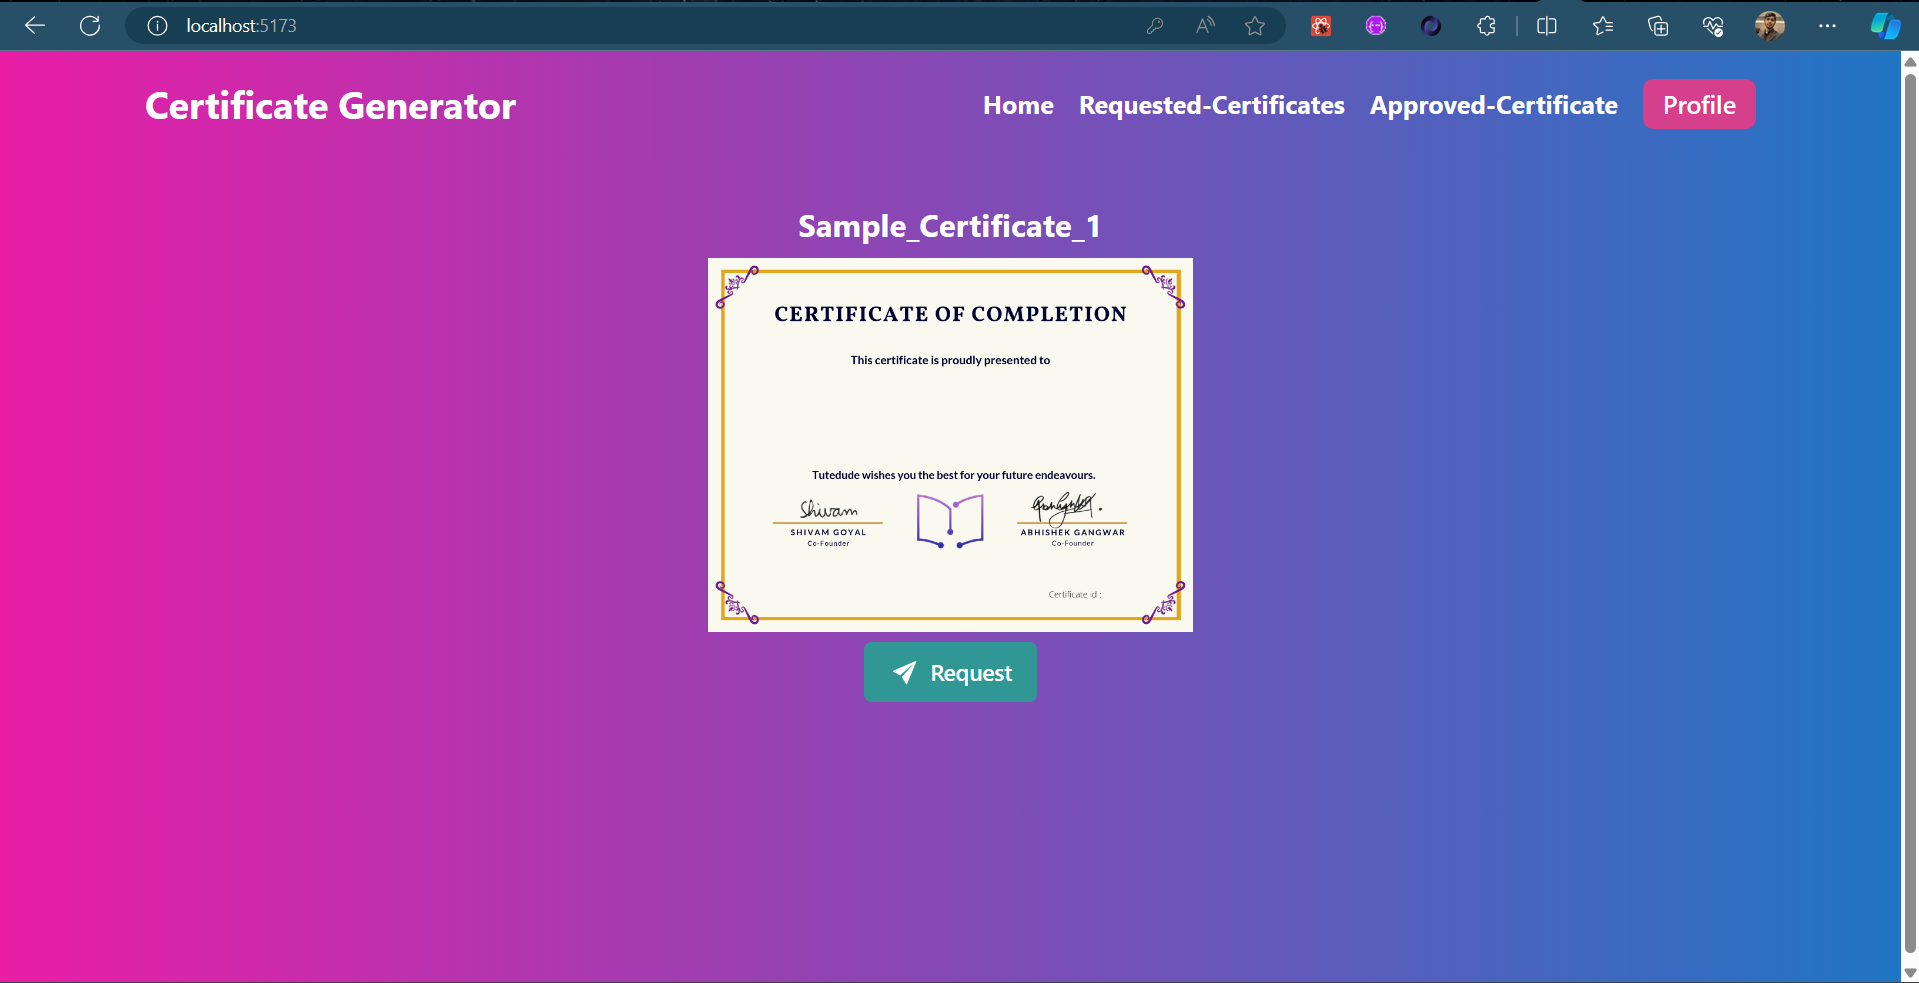 localhost:5173
Certificate Generator
Home Requested-Certificates Approved-Certificate Profile
Sample_Certificate_1
CERTIFICATE OF COMPLETION
This certificate is proudly presented to
Tutedude wishes you the best for your future endeavours.
Shivam
SHIVAM GOYAL ABHISHEK GANGWAR
Co-Founder Co-Founder
Certificate id :
Request